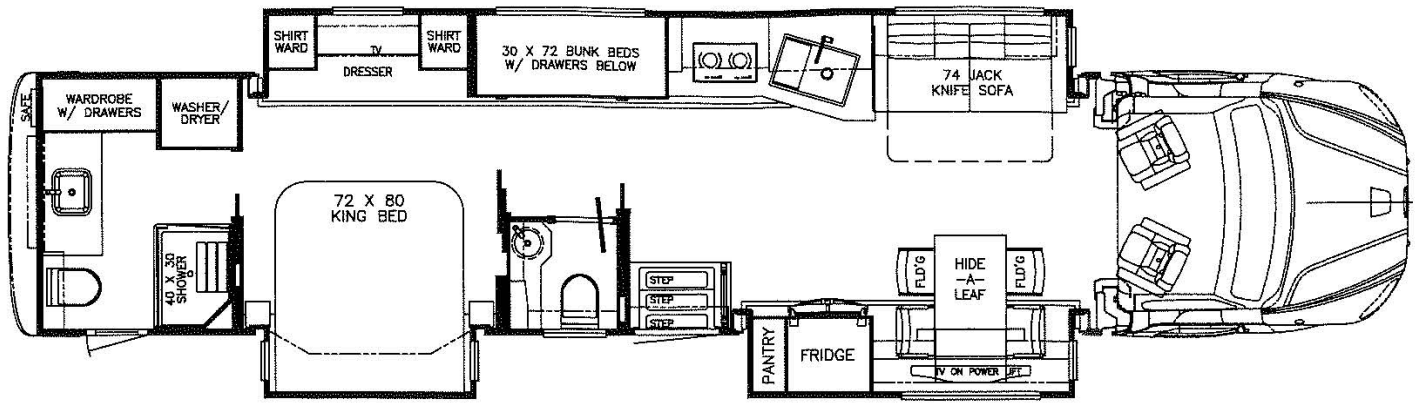 SHIRT
WARD
TV
DRESSER
SHIRT
WARD
30 X 72 BUNK BEDS
W/ DRAWERS BELOW
74 JACK
KNIFE SOFA
SAFE
WARDROBE
W/ DRAWERS
WASHER/
DRYER
72 X 80
KING BED
40 X 30
SHOWER
STEP
STEP
STEP
FLD'G
HIDE
-A-
LEAF
FLD'G
PANTRY
FRIDGE
TV ON POWER LIFT